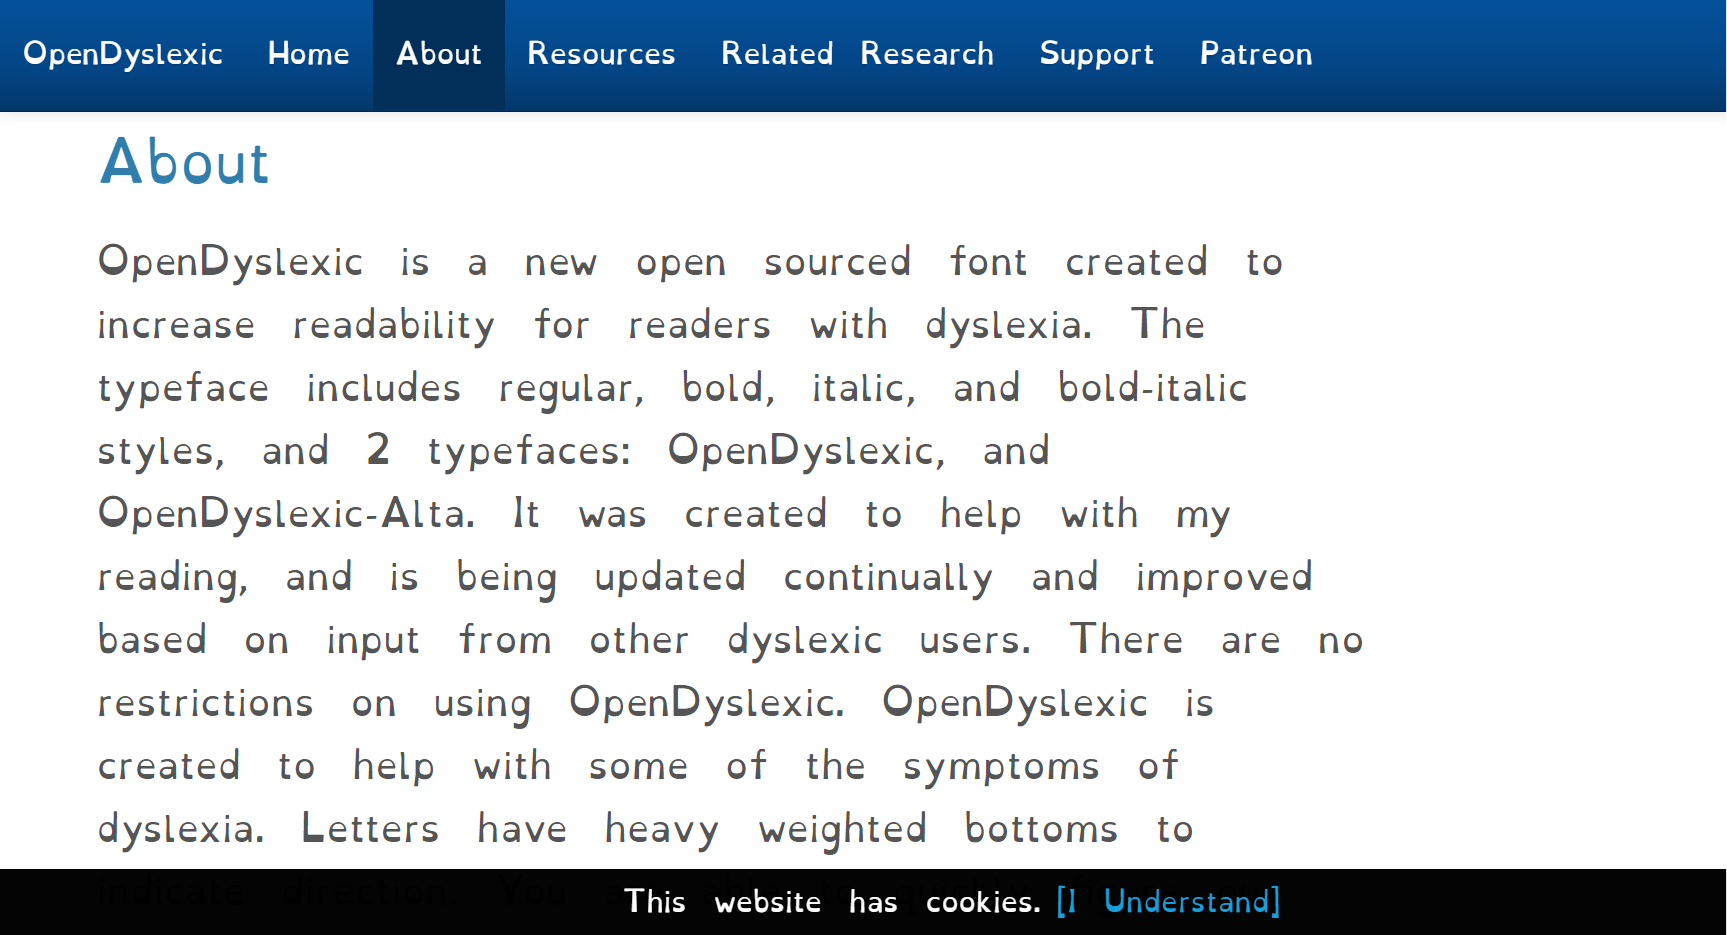 OpenDyslexic Home About Resources Related Research Support Patreon
About
OpenDyslexic is a new open sourced font created to
increase readability for readers with dyslexia. The
typeface includes regular, bold, italic, and bold-italic
styles, and 2 typefaces: OpenDyslexic, and
OpenDyslexic-Alta. It was created to help with my
reading, and is being updated continually and improved
based on input from other dyslexic users. There are no
restrictions on using OpenDyslexic. OpenDyslexic is
created to help with some of the symptoms of
dyslexia. Letters have heavy weighted bottoms to
indicate direction. You
This website has cookies. [I Understand]